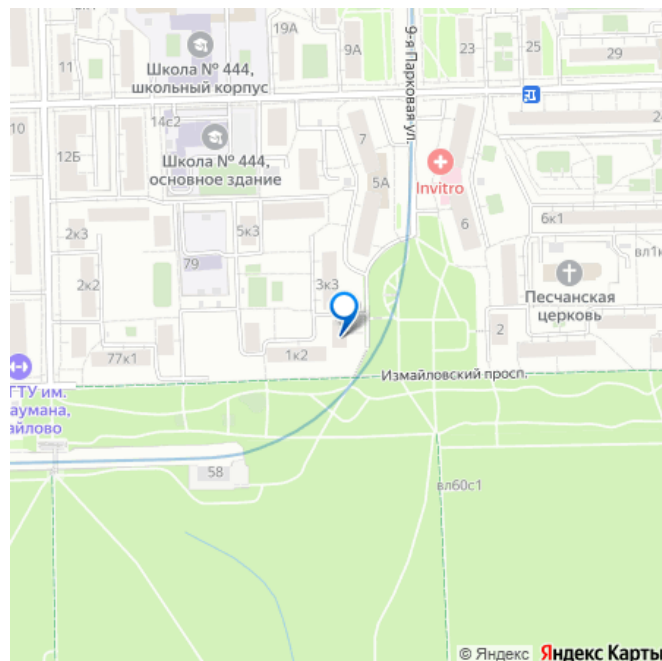 19А
9А
23
25
29
11
Школа № 444,
школьный корпус
9-я Парковая ул.
10
14с2
12Б
Школа № 444,
основное здание
7
5А
Invitro
6
6к1
2к3
5к3
79
3к3
2к2
Песчанская
церковь
2
77к1
1к2
Измайловский просп.
ГТУ им.
аумана,
айлово
58
вл60с1
© Яндекс Яндекс Карты